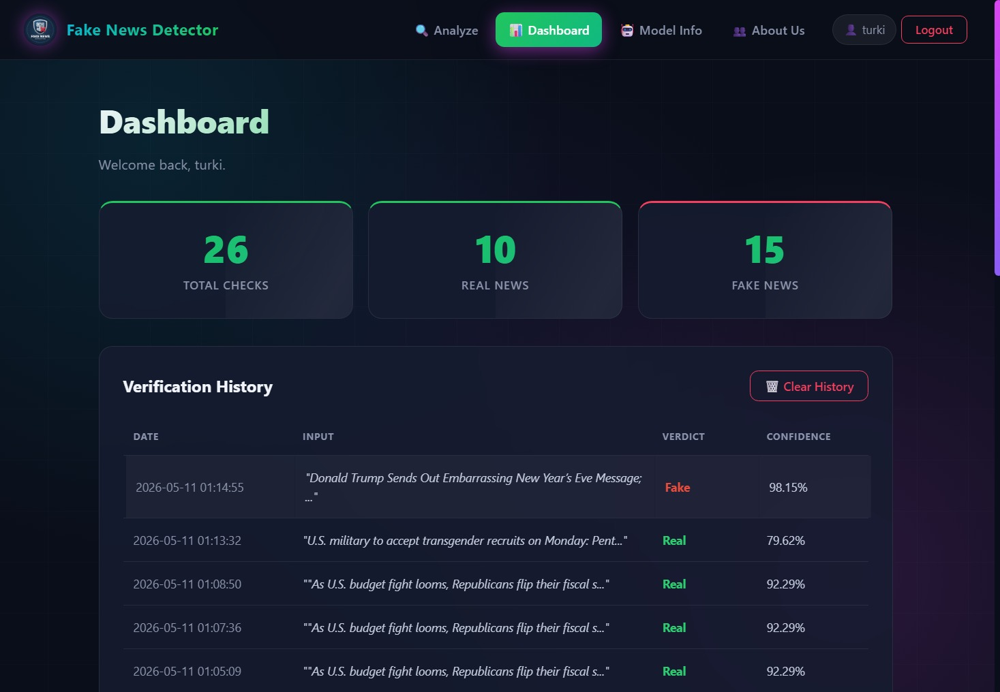 FAKE NEWS
Fake News Detector
Analyze
Dashboard
Model Info
About Us
turki
Logout
Dashboard
Welcome back, turki.
26
TOTAL CHECKS
10
REAL NEWS
15
FAKE NEWS
Verification History
Clear History
DATE INPUT VERDICT CONFIDENCE
2026-05-11 01:14:55 "Donald Trump Sends Out Embarrassing New Year’s Eve Message; Fake 98.15%
..."
2026-05-11 01:13:32 "U.S. military to accept transgender recruits on Monday: Pent..." Real 79.62%
2026-05-11 01:08:50 ""As U.S. budget fight looms, Republicans flip their fiscal s..." Real 92.29%
2026-05-11 01:07:36 ""As U.S. budget fight looms, Republicans flip their fiscal s..." Real 92.29%
2026-05-11 01:05:09 ""As U.S. budget fight looms, Republicans flip their fiscal s..." Real 92.29%